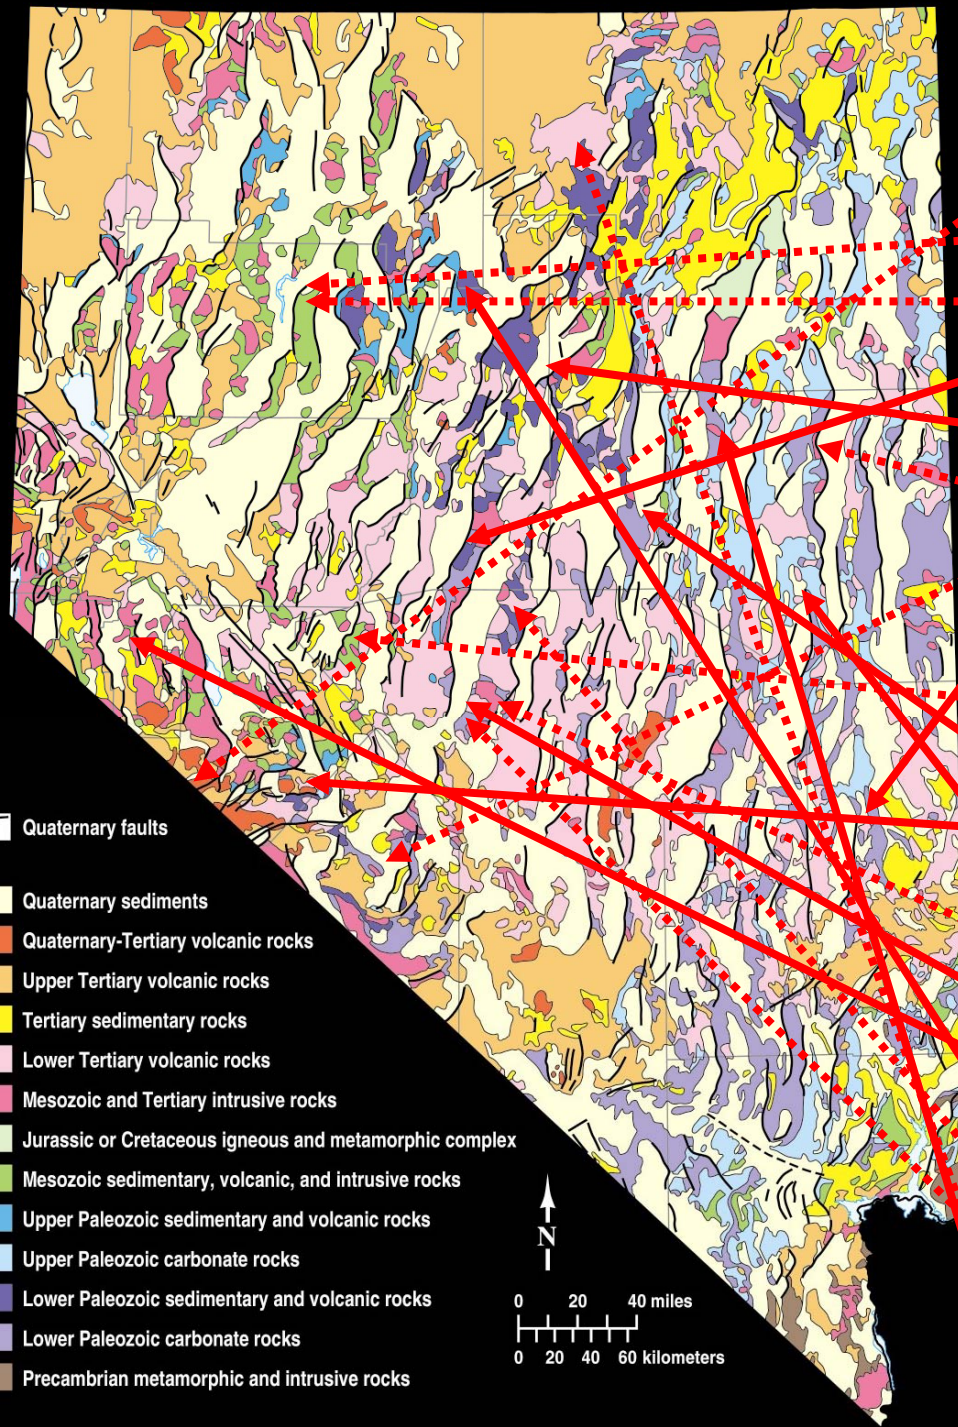 Quaternary faults
Quaternary sediments
Quaternary-Tertiary volcanic rocks
Upper Tertiary volcanic rocks
Tertiary sedimentary rocks
Lower Tertiary volcanic rocks
Mesozoic and Tertiary intrusive rocks
Jurassic or Cretaceous igneous and metamorphic complex
Mesozoic sedimentary, volcanic, and intrusive rocks
Upper Paleozoic sedimentary and volcanic rocks
Upper Paleozoic carbonate rocks
Lower Paleozoic sedimentary and volcanic rocks
Lower Paleozoic carbonate rocks
Precambrian metamorphic and intrusive rocks
N
0 20 40 miles
0 20 40 60 kilometers